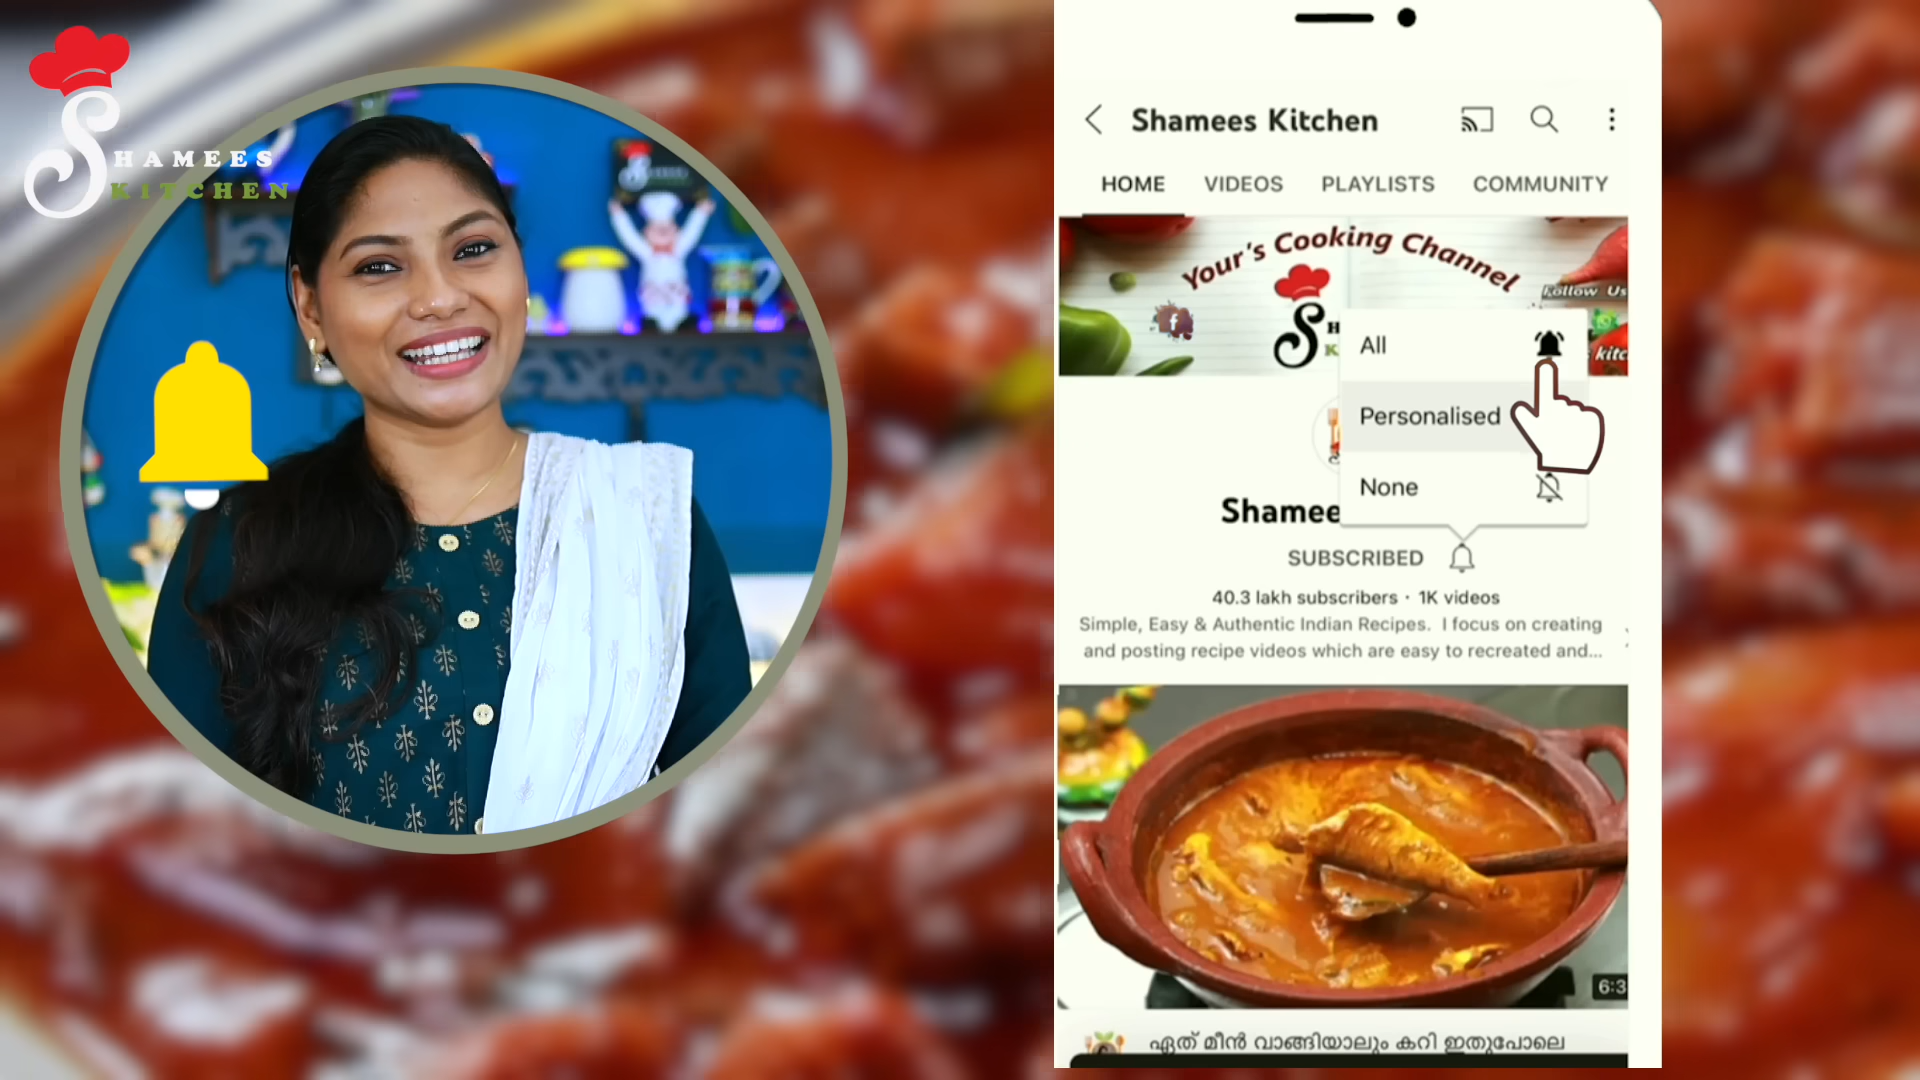 SHAMEES
KITCHEN
Shamees Kitchen
HOME VIDEOS PLAYLISTS COMMUNITY
Your's Cooking Channel
Follow Us
All
Personalised
None
SUBSCRIBED
40.3 lakh subscribers · 1K videos
Simple, Easy & Authentic Indian Recipes. I focus on creating
and posting recipe videos which are easy to recreated and...
ഏത് മീൻ വാങ്ങിയാലും കറി ഇതുപോലെ